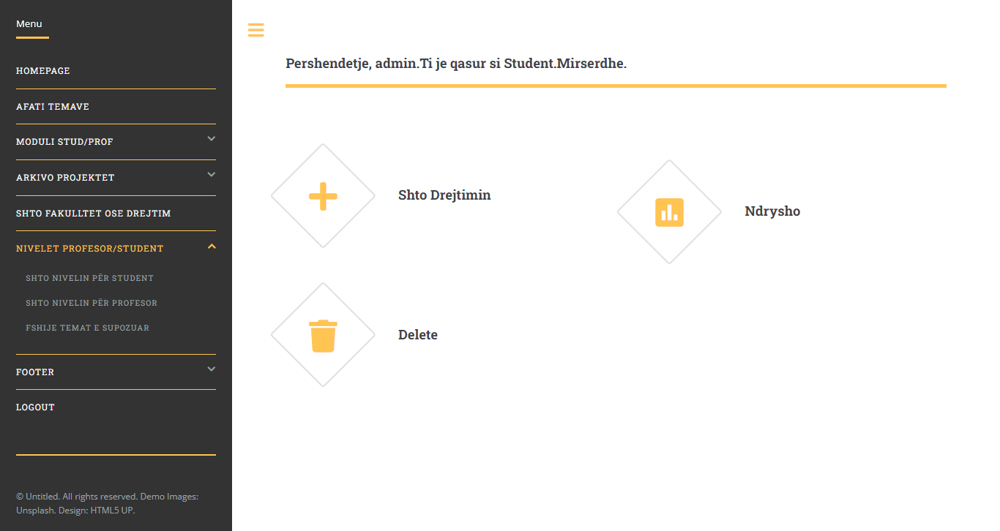 Menu
HOMEPAGE
AFATI TEMAVE
MODULI STUD/PROF
ARKIVO PROJEKTET
SHTO FAKULLTET OSE DREJTIM
NIVELET PROFESOR/STUDENT
SHTO NIVELIN PËR STUDENT
SHTO NIVELIN PËR PROFESOR
FSHIJE TEMAT E SUPOZUAR
FOOTER
LOGOUT
© Untitled. All rights reserved. Demo Images:
Unsplash. Design: HTML5 UP.
Pershendetje, admin.Ti je qasur si Student.Mirserdhe.
Shto Drejtimin
Ndrysho
Delete